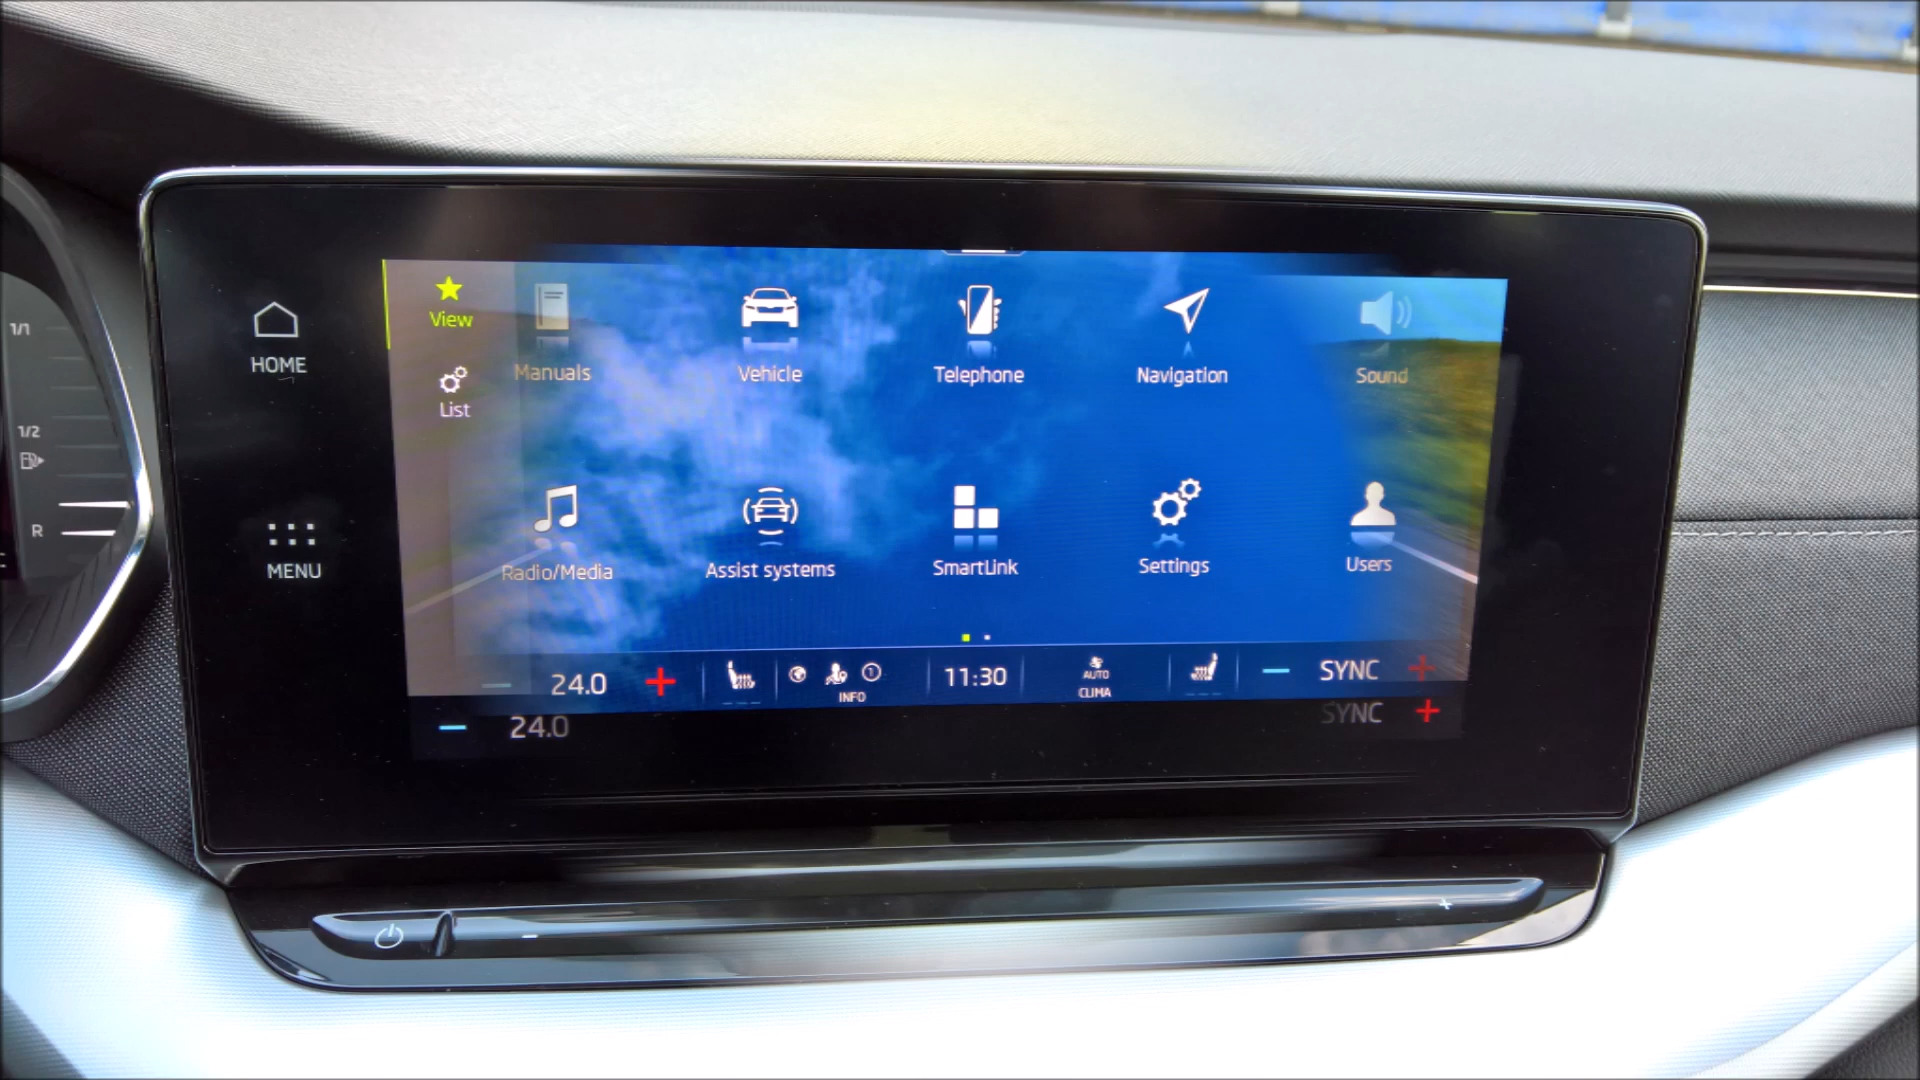 1/1
1/2
R
HOME
MENU
View
List
Manuals
Vehicle
Telephone
Navigation
Sound
Radio/Media
Assist systems
SmartLink
Settings
Users
24.0
INFO
11:30
AUTO
CLIMA
SYNC
24.0
SYNC